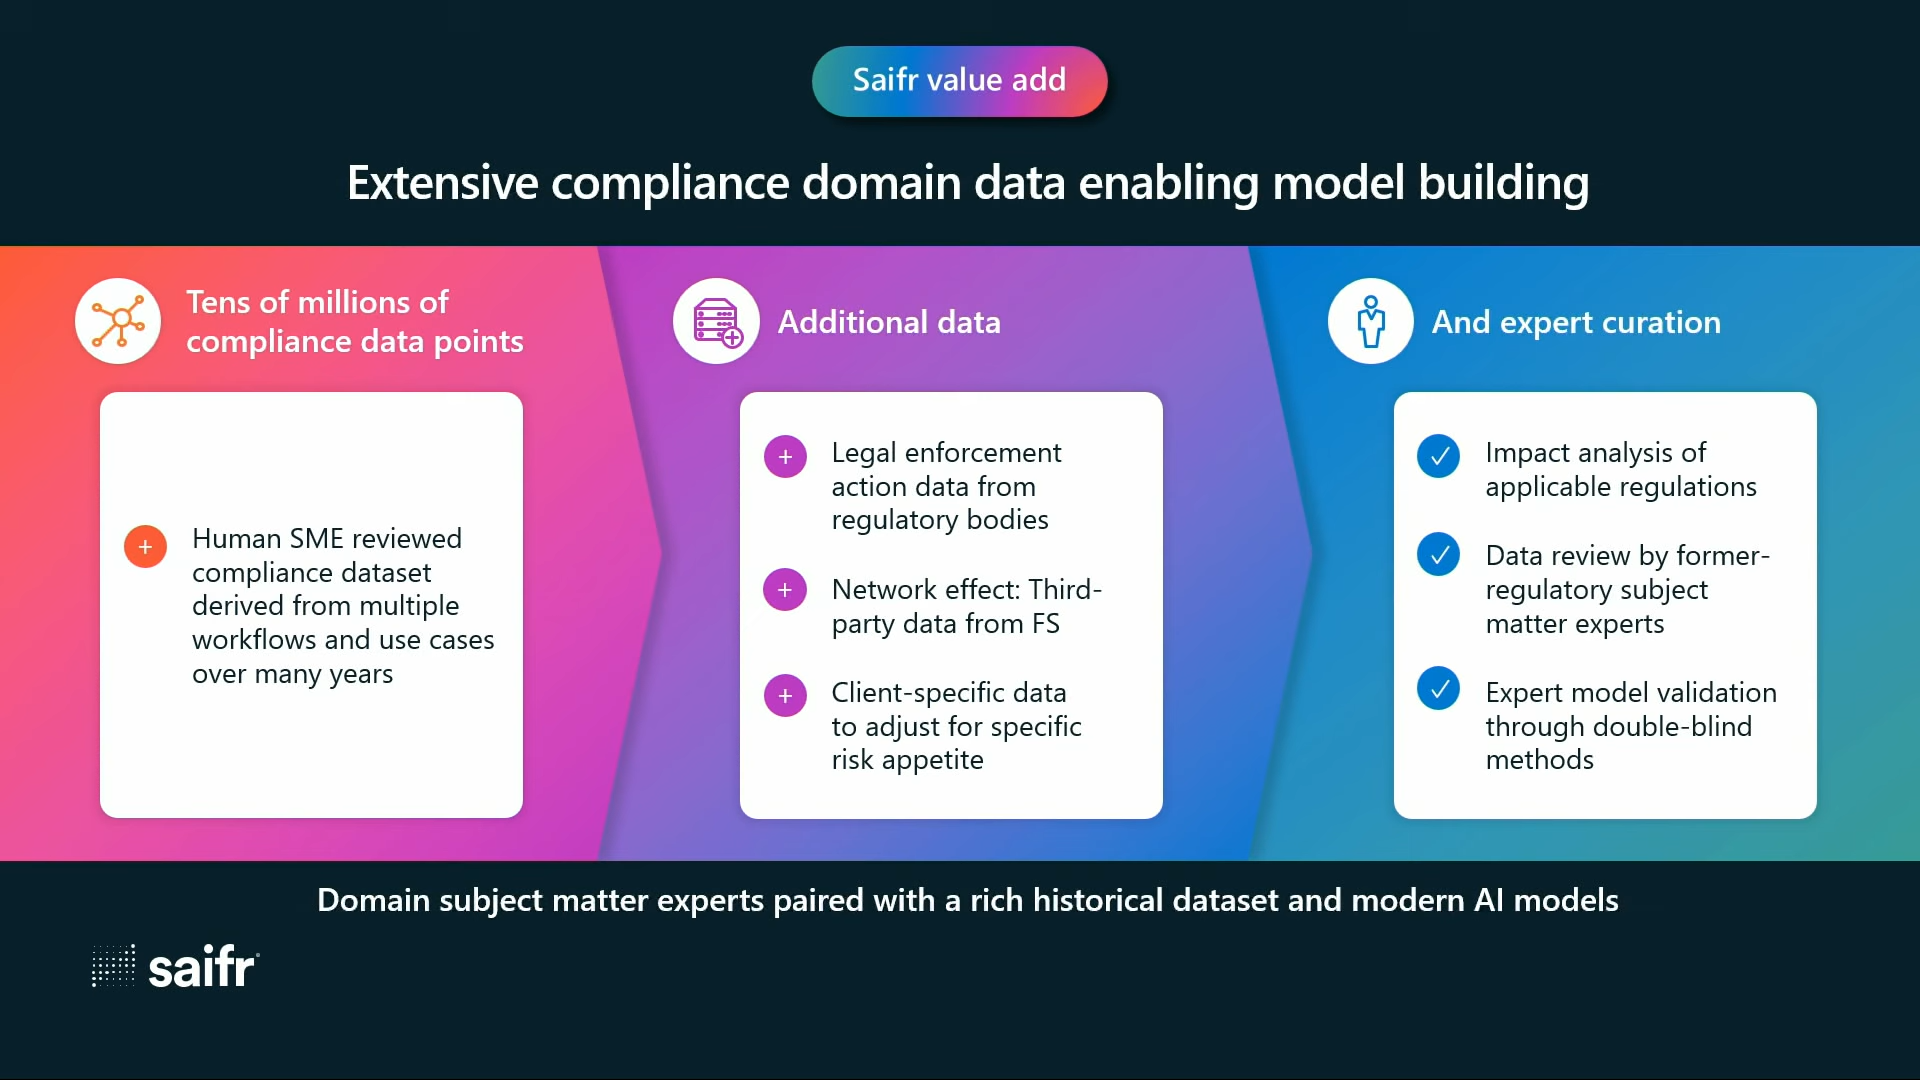 Saifr value add
Extensive compliance domain data enabling model building
Tens of millions of
compliance data points
Human SME reviewed
compliance dataset
derived from multiple
workflows and use cases
over many years
Additional data
Legal enforcement
action data from
regulatory bodies
Network effect: Third-
party data from FS
Client-specific data
to adjust for specific
risk appetite
And expert curation
Impact analysis of
applicable regulations
Data review by former-
regulatory subject
matter experts
Expert model validation
through double-blind
methods
Domain subject matter experts paired with a rich historical dataset and modern AI models
saifr